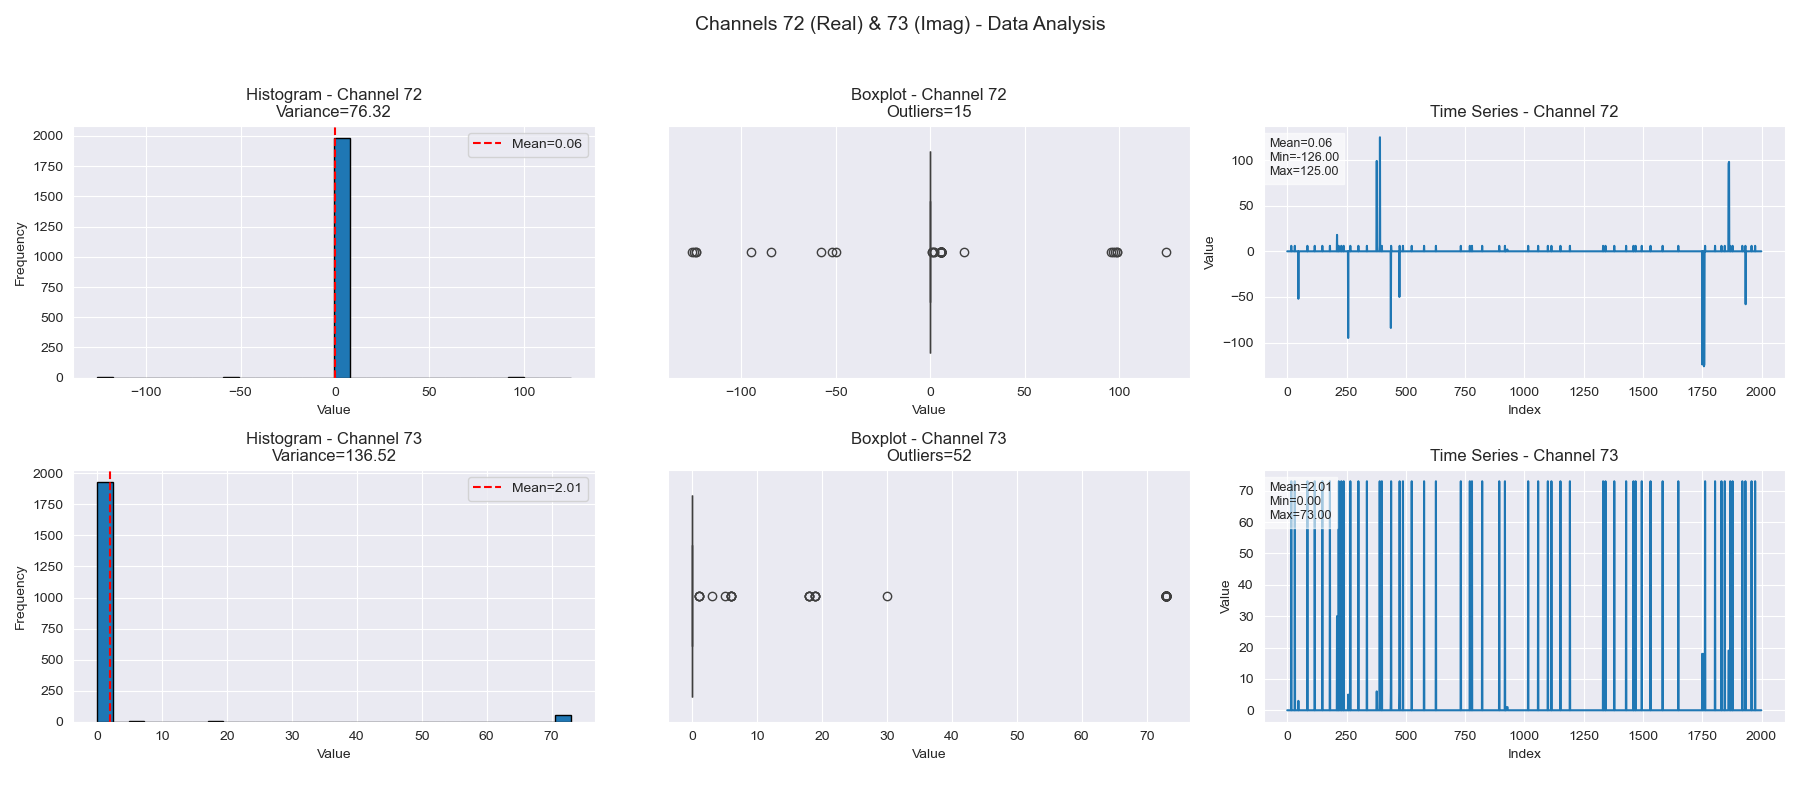 Channels 72 (Real) & 73 (Imag) - Data Analysis
Histogram - Channel 72
Variance=76.32
Frequency
2000
1750
1500
1250
1000
750
500
250
0
Mean=0.06
−100
−50
0
50
100
Value
Boxplot - Channel 72
Outliers=15
−100
−50
0
50
100
Value
Time Series - Channel 72
Value
100
50
0
−50
−100
Mean=0.06
Min=-126.00
Max=125.00
0
250
500
750
1000
1250
1500
1750
2000
Index
Histogram - Channel 73
Variance=136.52
Frequency
2000
1750
1500
1250
1000
750
500
250
0
Mean=2.01
0
10
20
30
40
50
60
70
Value
Boxplot - Channel 73
Outliers=52
0
10
20
30
40
50
60
70
Value
Time Series - Channel 73
Value
70
60
50
40
30
20
10
0
Mean=2.01
Min=0.00
Max=73.00
0
250
500
750
1000
1250
1500
1750
2000
Index